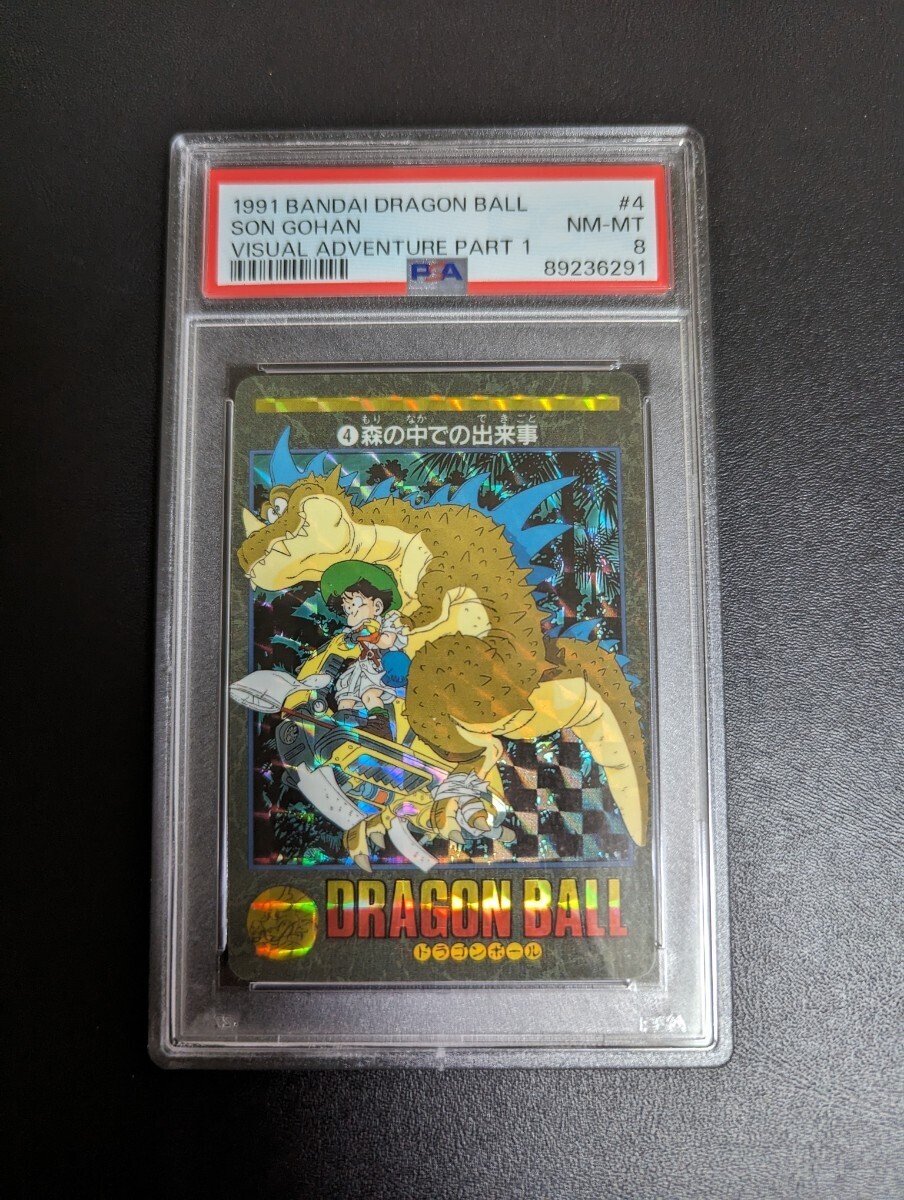 1991 BANDAI DRAGON BALL #4
SON GOHAN NM-MT
VISUAL ADVENTURE PART 1 8
PSA 89236291
もり なか で き ごと
4 森の中での出来事
DRAGON BALL
ドラゴンボール
PSA